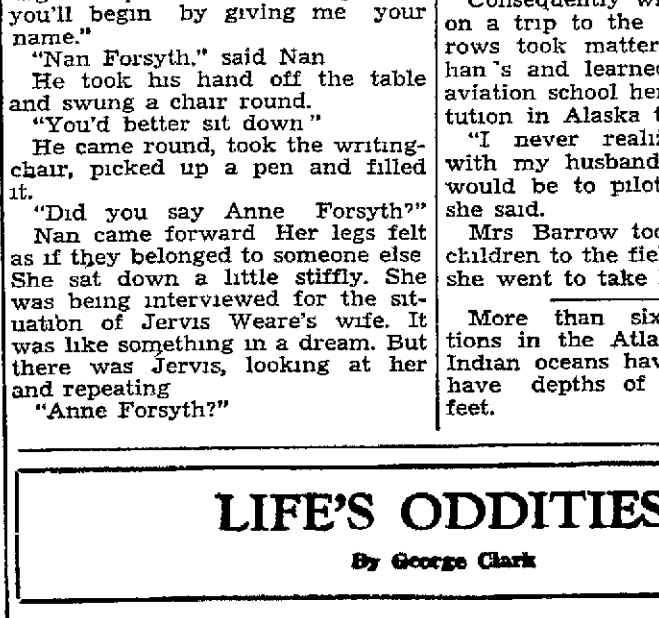 you'll begin by giving me your
name."
"Nan Forsyth," said Nan
He took his hand off the table
and swung a chair round.
"You'd better sit down"
He came round, took the writing-
chair, picked up a pen and filled
it.
"Did you say Anne Forsyth?"
Nan came forward Her legs felt
as if they belonged to someone else
She sat down a little stiffly. She
was being interviewed for the sit-
uation of Jervis Weare's wife. It
was like something in a dream. But
there was Jervis, looking at her
and repeating
"Anne Forsyth?"
Consequently
on a trip to the
rows took matter
han's and learned
aviation school her
tution in Alaska
"I never
with my husband
would be to pilot
she said.
Mrs Barrow
children to the
she went to take
More than six
tions in the
Indian oceans
have depths of
feet.
LIFE'S ODDITIES
By George Clark